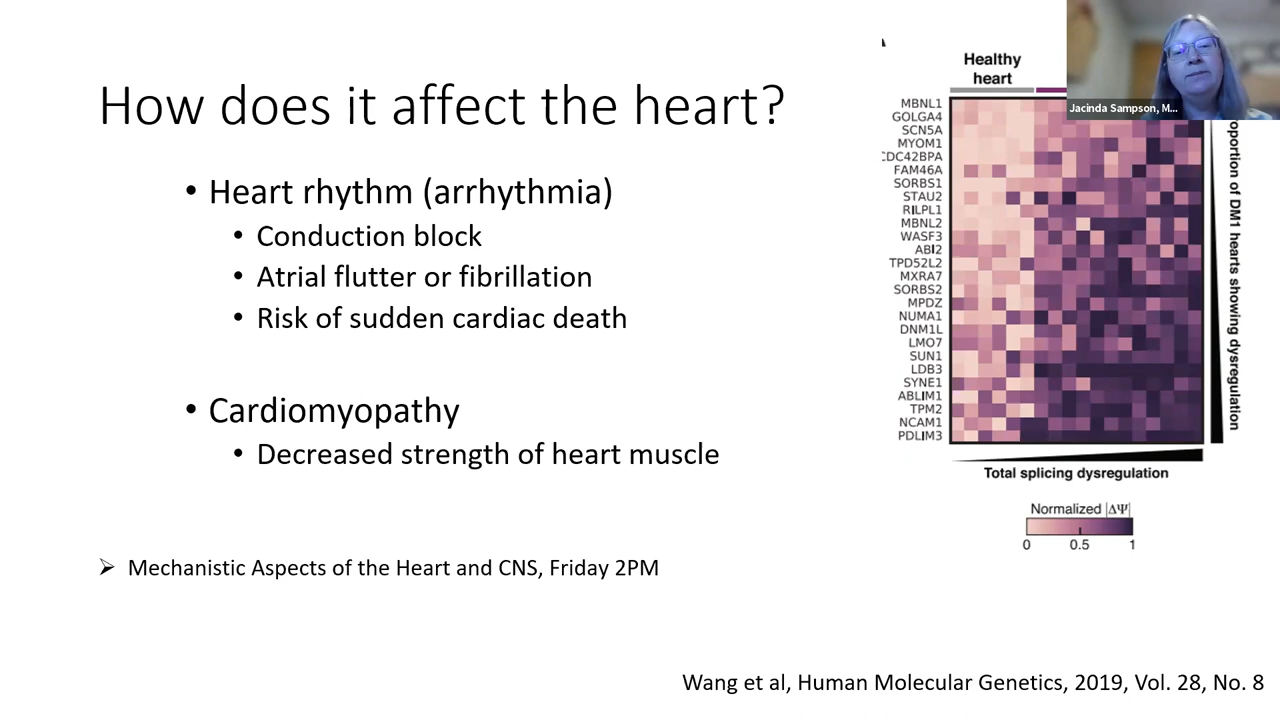 How does it affect the heart?
• Heart rhythm (arrhythmia)
• Conduction block
• Atrial flutter or fibrillation
• Risk of sudden cardiac death
• Cardiomyopathy
• Decreased strength of heart muscle
➢ Mechanistic Aspects of the Heart and CNS, Friday 2PM
Healthy
heart
Jacinda Sampson, M...
MBNL1
GOLGA4
SCN5A
MYOM1
CDC42BPA
FAM46A
SORBS1
STAU2
RILPL1
MBNL2
WASF3
ABI2
TPD52L2
MXRA7
SORBS2
MPDZ
NUMA1
DNM1L
LMO7
SUN1
LDB3
SYNE1
ABLIM1
TPM2
NCAM1
PDLIM3
oportion of DM1 hearts showing dysregulation
Total splicing dysregulation
Normalized |ΔΨ|
0 0.5 1
Wang et al, Human Molecular Genetics, 2019, Vol. 28, No. 8